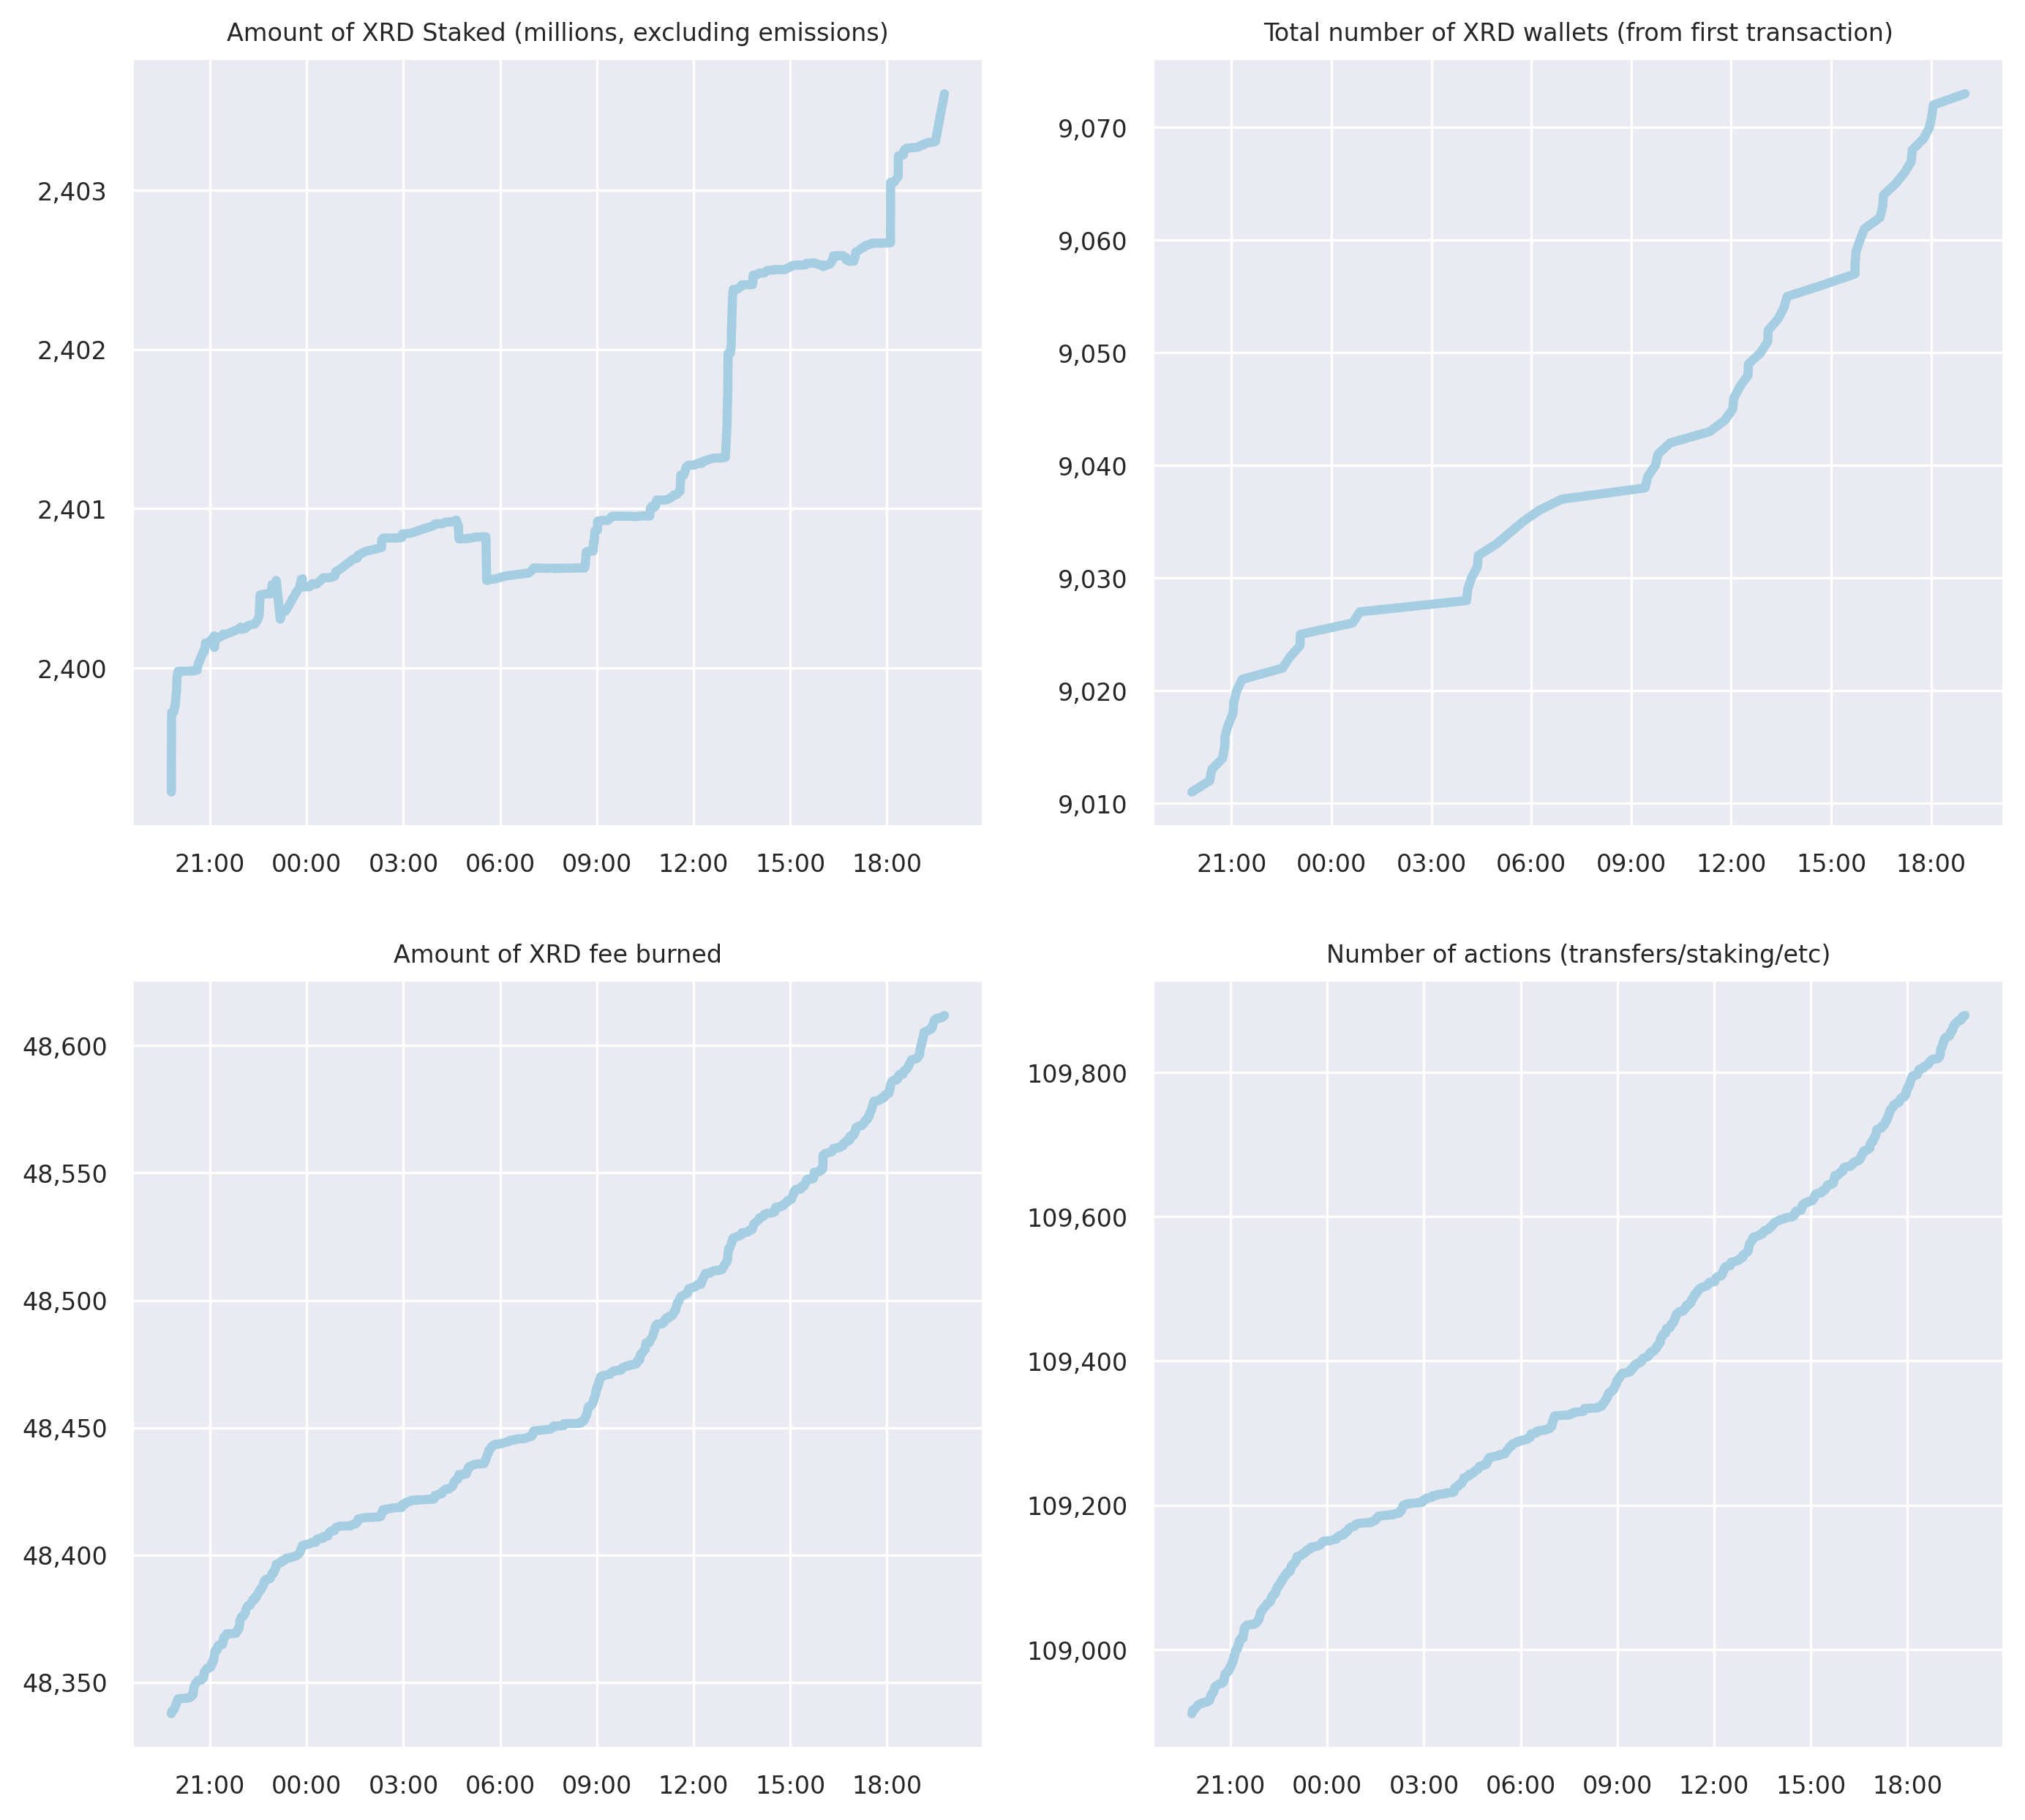 Amount of XRD Staked (millions, excluding emissions)
2,403
2,402
2,401
2,400
21:00 00:00 03:00 06:00 09:00 12:00 15:00 18:00
Total number of XRD wallets (from first transaction)
9,070
9,060
9,050
9,040
9,030
9,020
9,010
21:00 00:00 03:00 06:00 09:00 12:00 15:00 18:00
Amount of XRD fee burned
48,600
48,550
48,500
48,450
48,400
48,350
21:00 00:00 03:00 06:00 09:00 12:00 15:00 18:00
Number of actions (transfers/staking/etc)
109,800
109,600
109,400
109,200
109,000
21:00 00:00 03:00 06:00 09:00 12:00 15:00 18:00